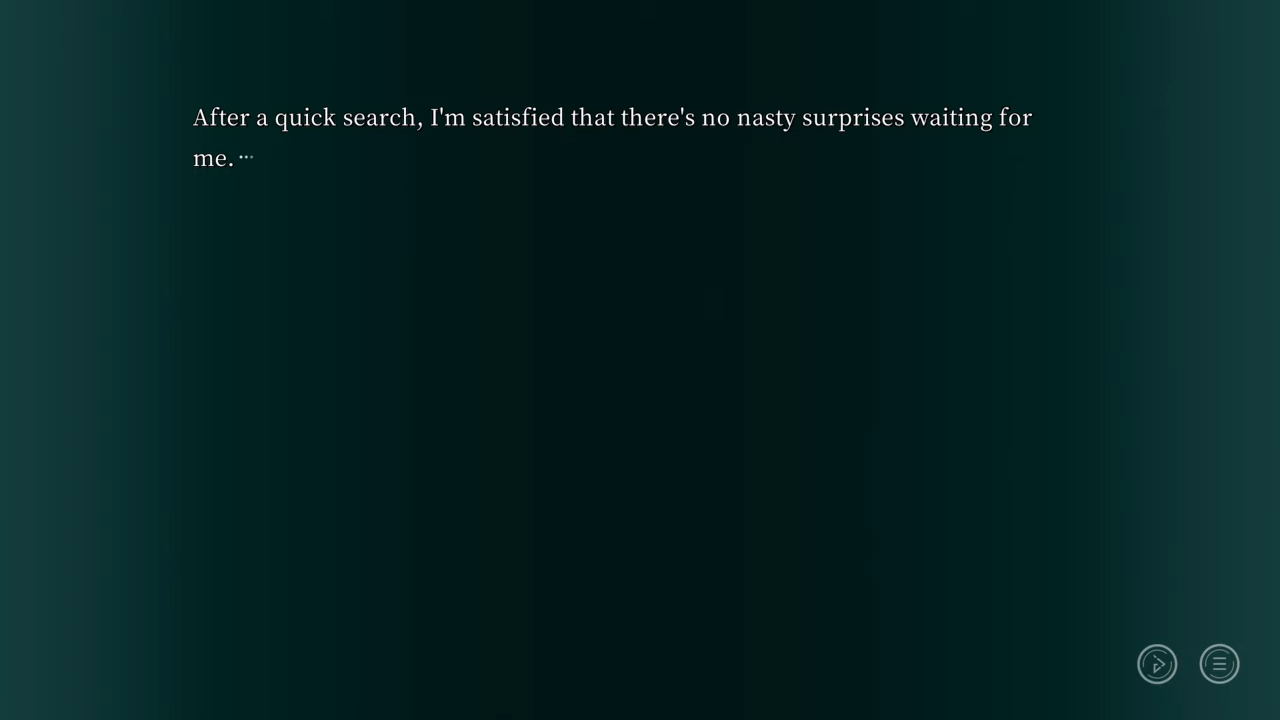 After a quick search, I'm satisfied that there's no nasty surprises waiting for
me.